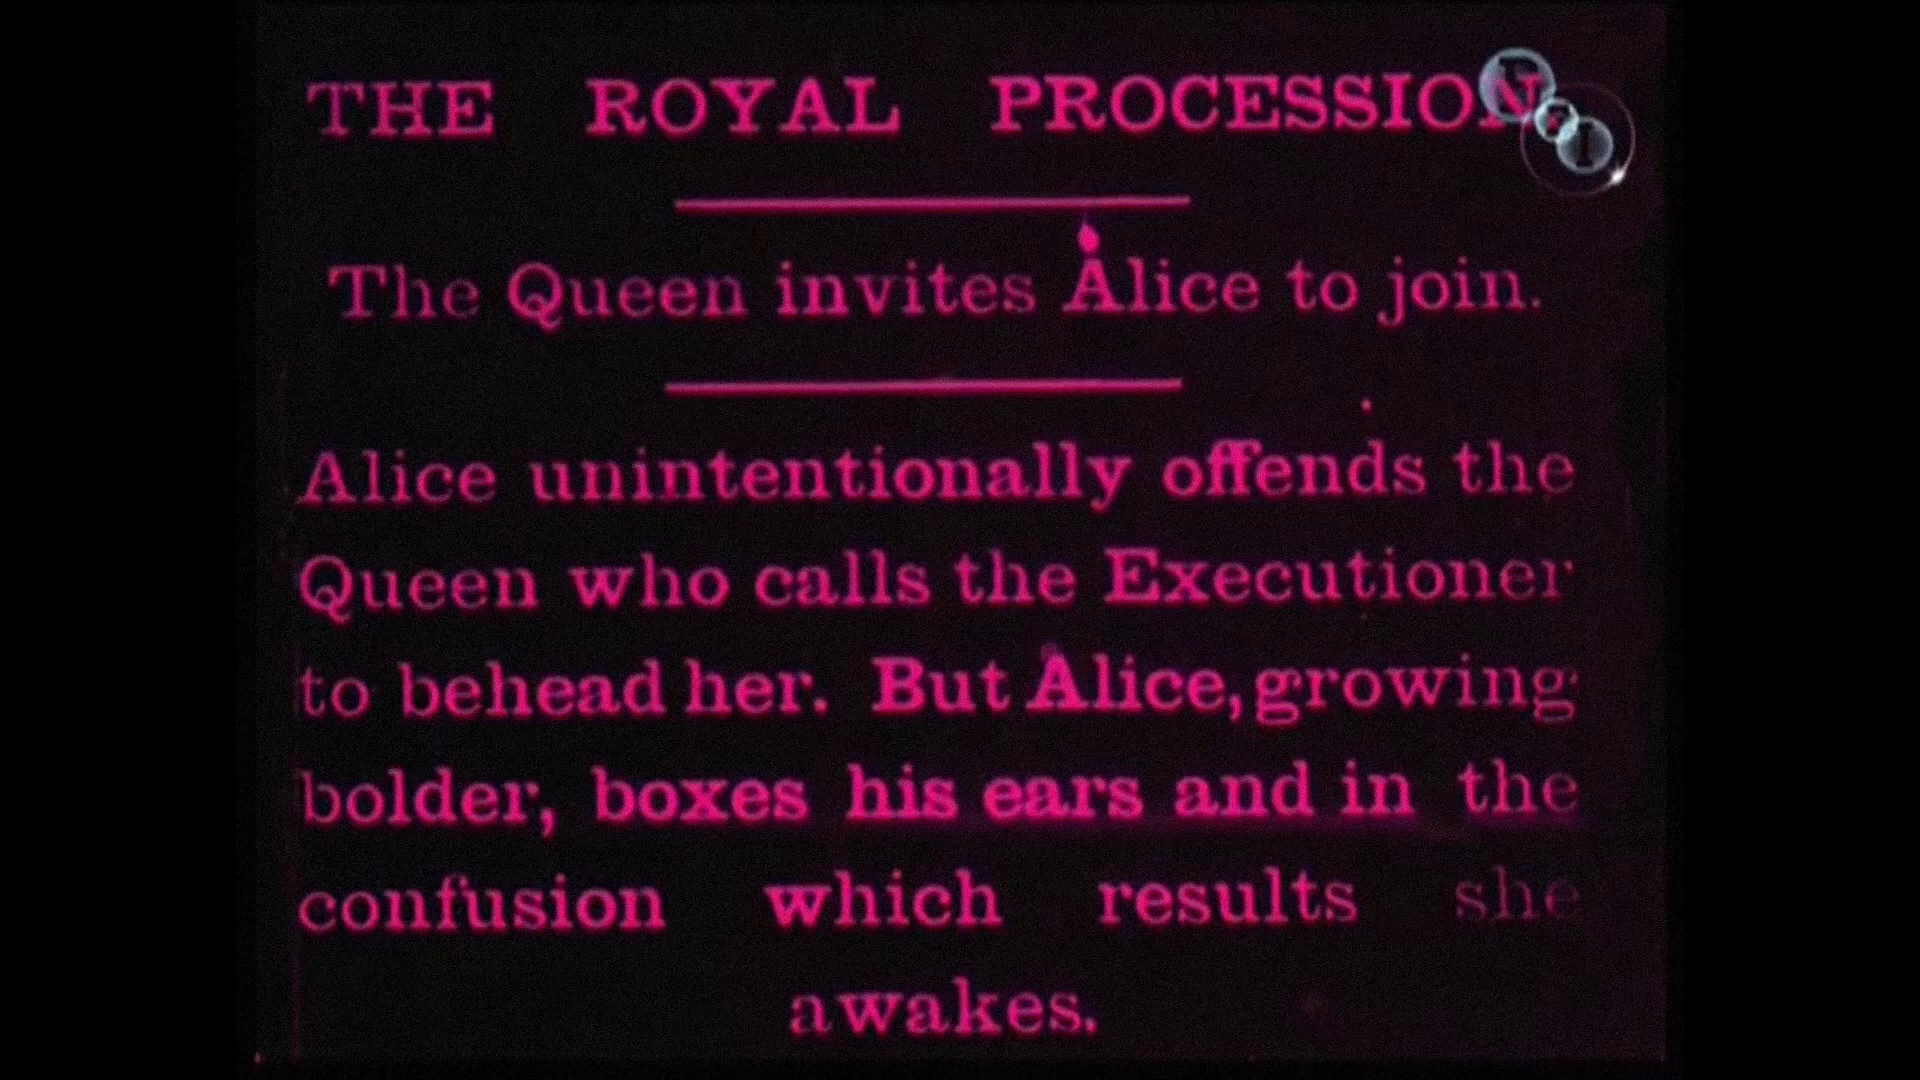 THE ROYAL PROCESSION.
The Queen invites Alice to join.
Alice unintentionally offends the
Queen who calls the Executioner
to behead her. But Alice, growing
bolder, boxes his ears and in the
confusion which results she
awakes.
BFI